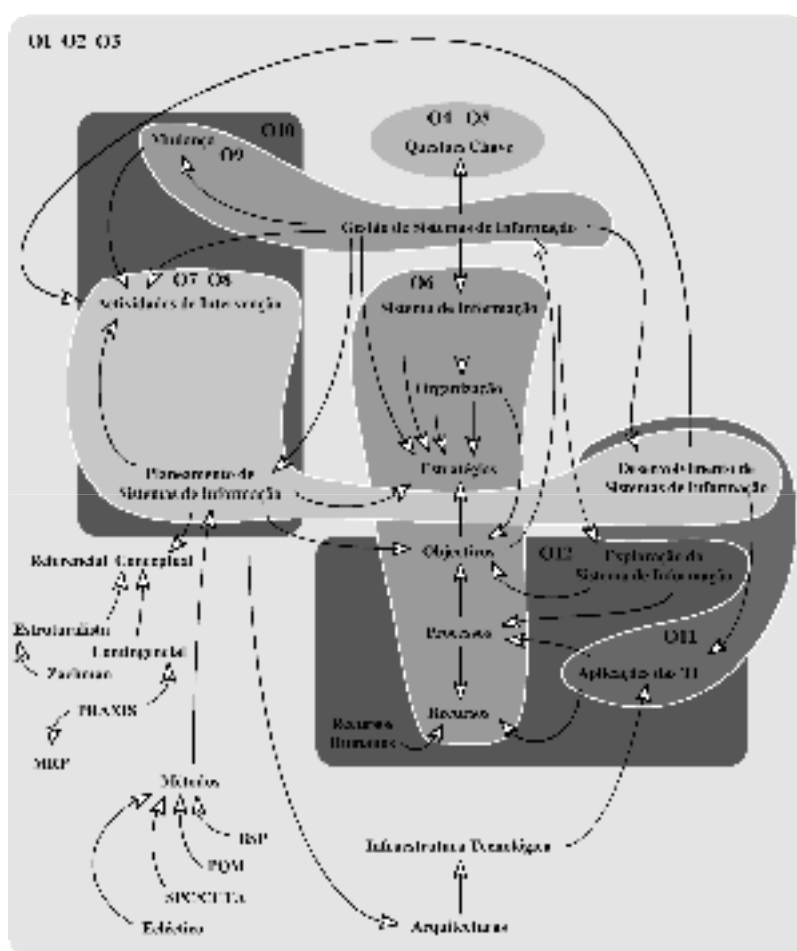 O1 O2 O3
O10
Mudança
O9
O4 O5
Questões Chave
Gestão de Sistemas de Informação
O7 O8
Actividades de Intervenção
O6
Sistema de Informação
Organização
Estratégias
Planeamento de
Sistemas de Informação
Desenvolvimento de
Sistemas de Informação
Objectivos
O12
Exploração do
Sistema de Informação
Referencial Conceptual
Estruturalista
Contingencial
Zachman
Processos
O11
Aplicações das TI
PRAXIS
Recursos
Recursos
Humanos
MRP
Métodos
BSP
PQM
Infraestrutura Tecnológica
Ecléctico
Arquitecturas